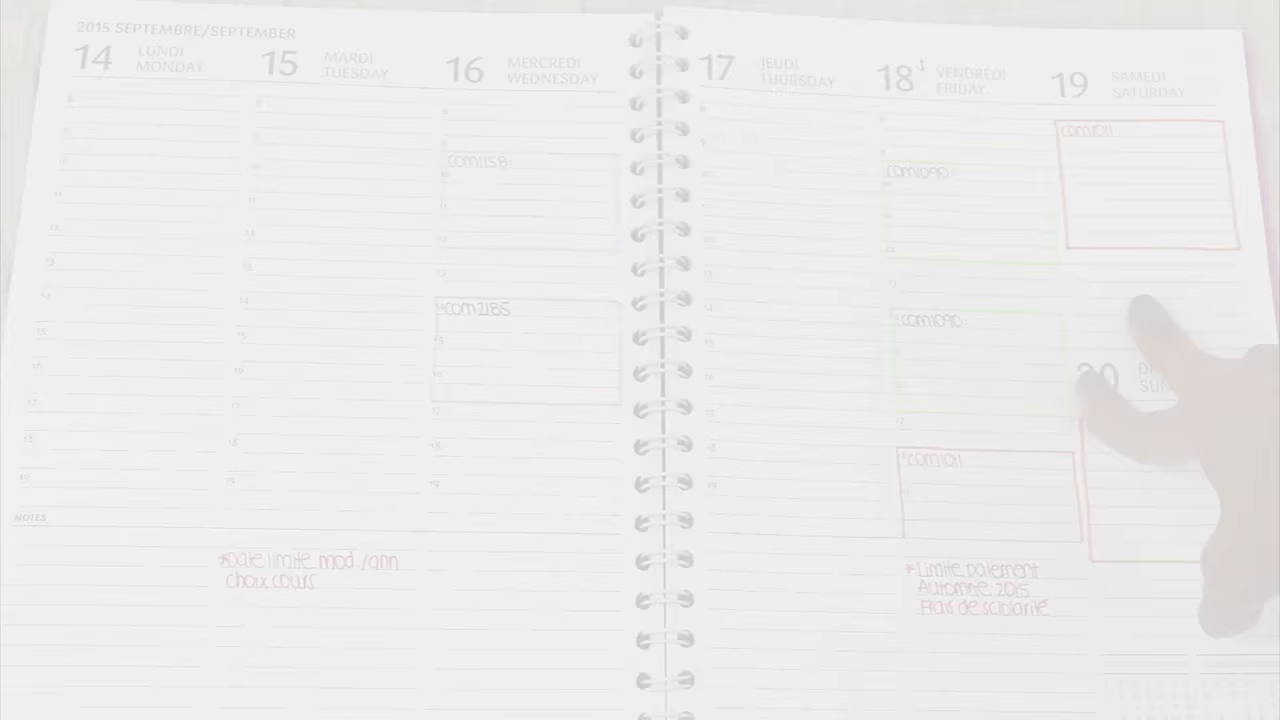 2015 SEPTEMBRE/SEPTEMBER
14 LUNDI
MONDAY
15 MARDI
TUESDAY
16 MERCREDI
WEDNESDAY
com1158
com2185
NOTES
*Date limite mod./ann
choix cours
17 JEUDI
THURSDAY
18 VENDREDI
FRIDAY
com1090
com1090
com1011
*Limite paiement
Automne 2015
Frais de scolarité
19 SAMEDI
SATURDAY
com1011
20